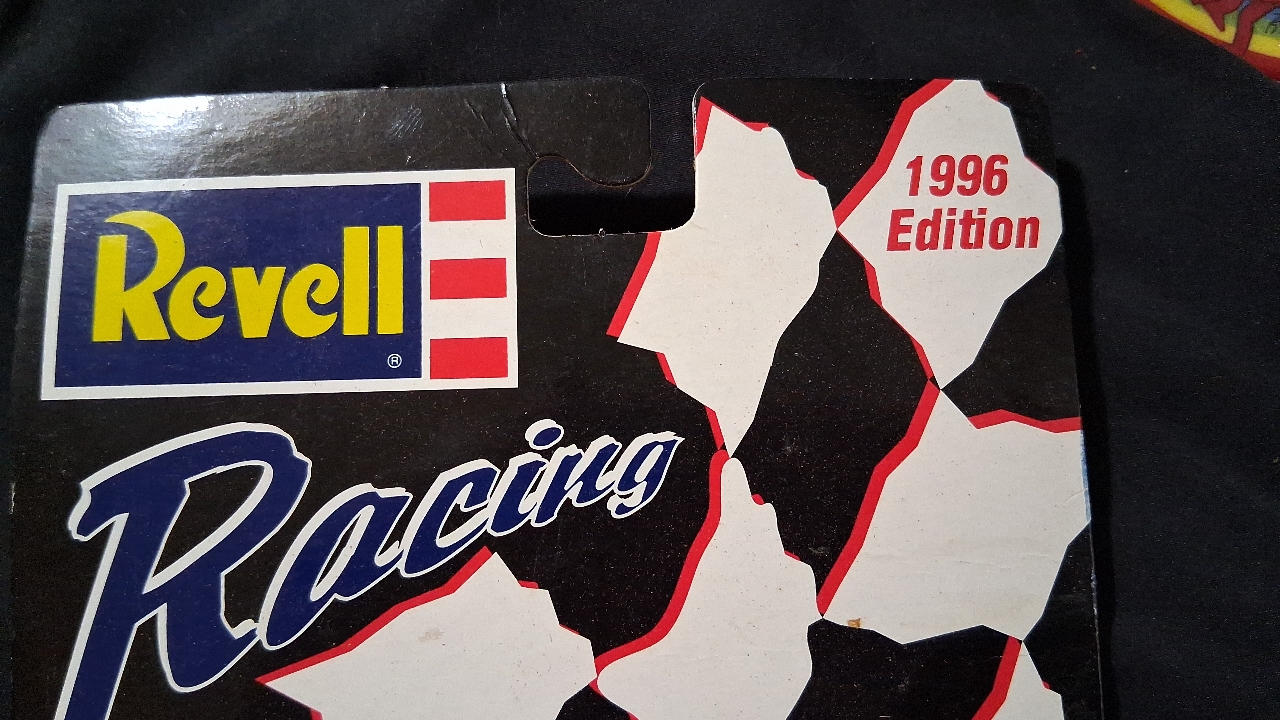 Revell
®
1996
Edition
Racing